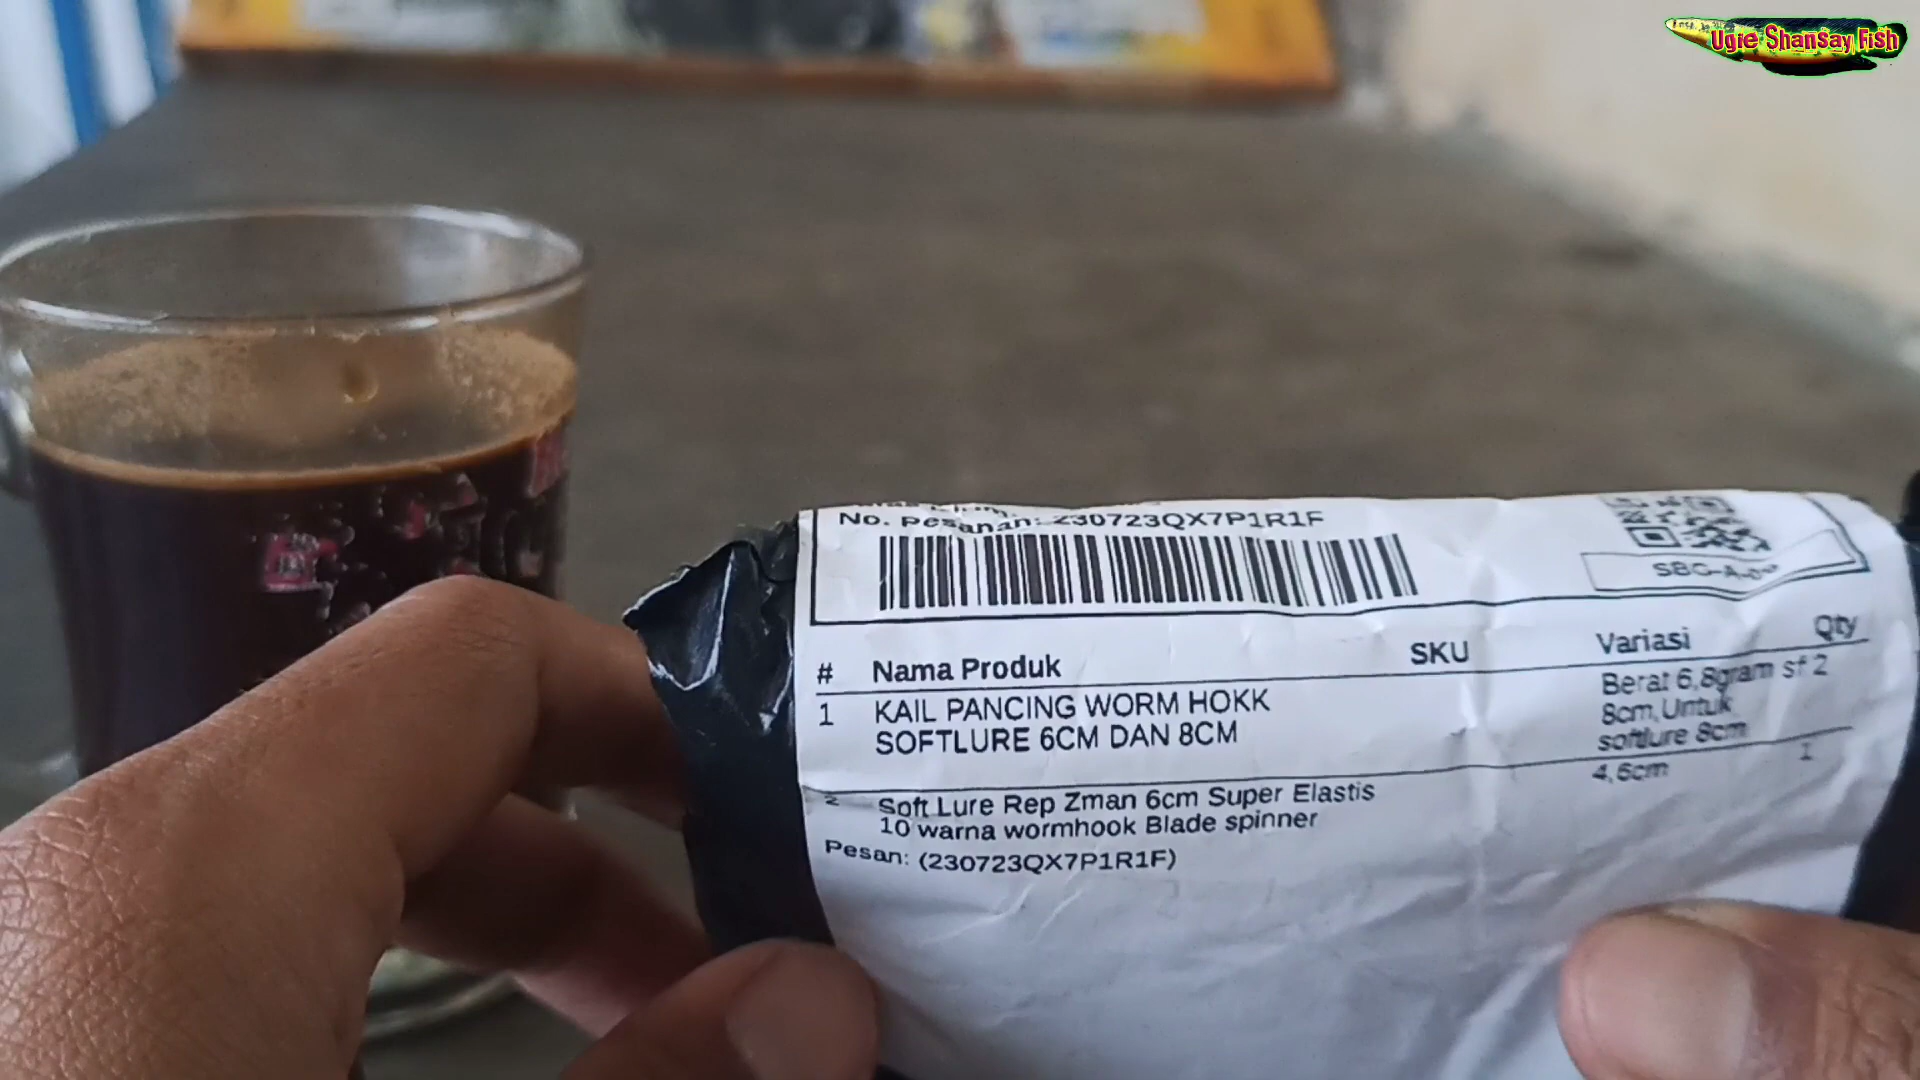 Ugie Shansay Fish
No. Pesanan: 230723QX7P1R1F
# Nama Produk SKU Variasi Qty
1 KAIL PANCING WORM HOKK
SOFTLURE 6CM DAN 8CM
Berat 6,8gram sf 2
8cm,Untuk
softlure 8cm
2 Soft Lure Rep Zman 6cm Super Elastis
10 warna wormhook Blade spinner
4,6cm 1
Pesan: (230723QX7P1R1F)